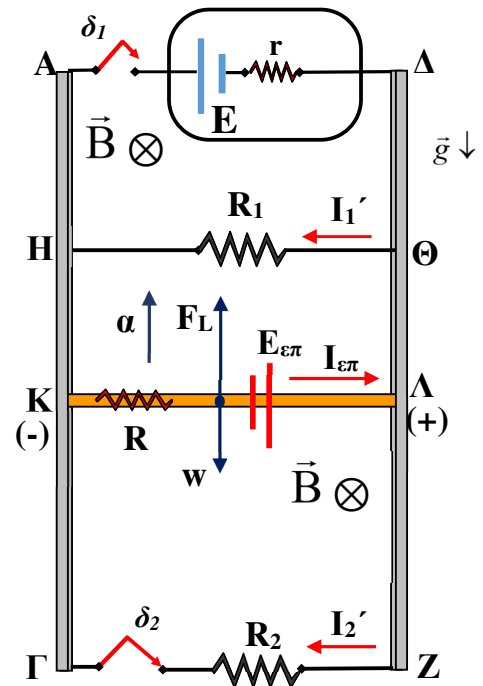 δ1
A
Δ
r
E
B⃗ ⊗
g⃗ ↓
R1
I1´
H
Θ
α
FL
Eεπ
Iεπ
K
Λ
(-)
(+)
R
w
B⃗ ⊗
δ2
R2
I2´
Γ
Z